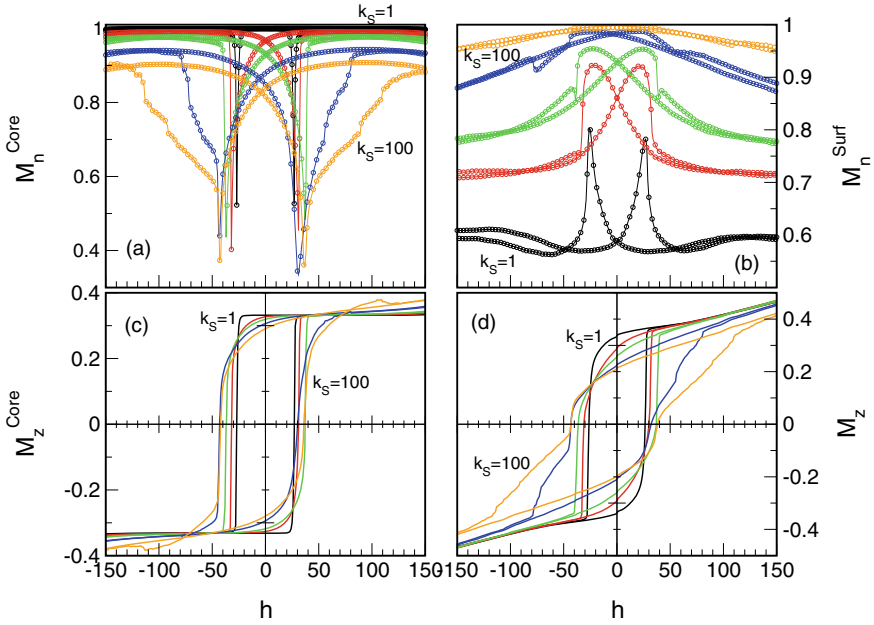 k_S=1
1
1
0.8
0.6
0.4
M_n^Core
k_S=100
(a)
k_S=100
0.9
0.8
0.7
0.6
M_n^Surf
k_S=1
(b)
0.4
0.2
0
-0.2
-0.4
M_z^Core
(c)
k_S=1
k_S=100
(d)
k_S=1
k_S=100
0.4
0.2
0
-0.2
-0.4
M_z
-150 -100 -50 0 50 100 150
-100 -50 0 50 100 150
h
h